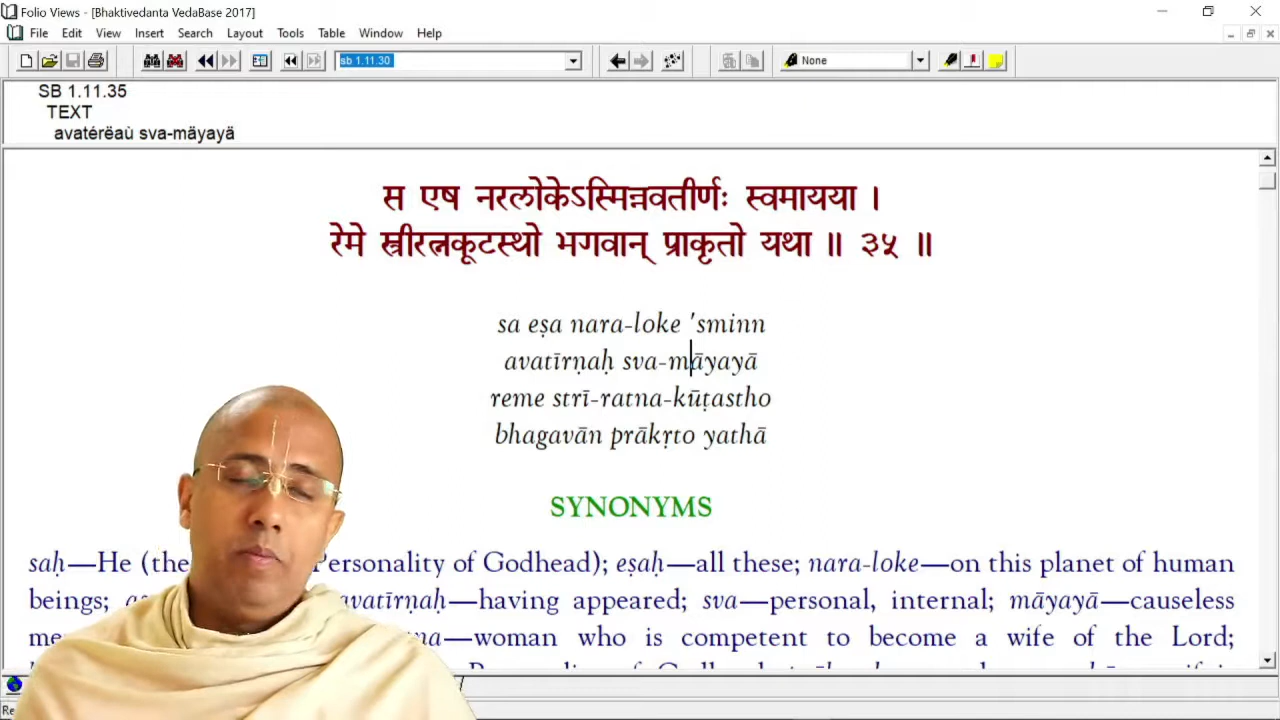 Folio Views - [Bhaktivedanta VedaBase 2017]
File Edit View Insert Search Layout Tools Table Window Help
sb 1.11.30 None
SB 1.11.35
TEXT
avatérëaù sva-mäyayä
स एष नरलोकेऽस्मिन्नवतीर्णः स्वमायया ।
रेमे स्त्रीरत्नकूटस्थो भगवान् प्राकृतो यथा ॥ ३५ ॥
sa eṣa nara-loke 'sminn
avatīrṇaḥ sva-māyayā
reme strī-ratna-kūṭastho
bhagavān prākṛto yathā
SYNONYMS
saḥ—He (the Personality of Godhead); eṣaḥ—all these; nara-loke—on this planet of human
beings; avatīrṇaḥ—having appeared; sva—personal, internal; māyayā—causeless
—woman who is competent to become a wife of the Lord;